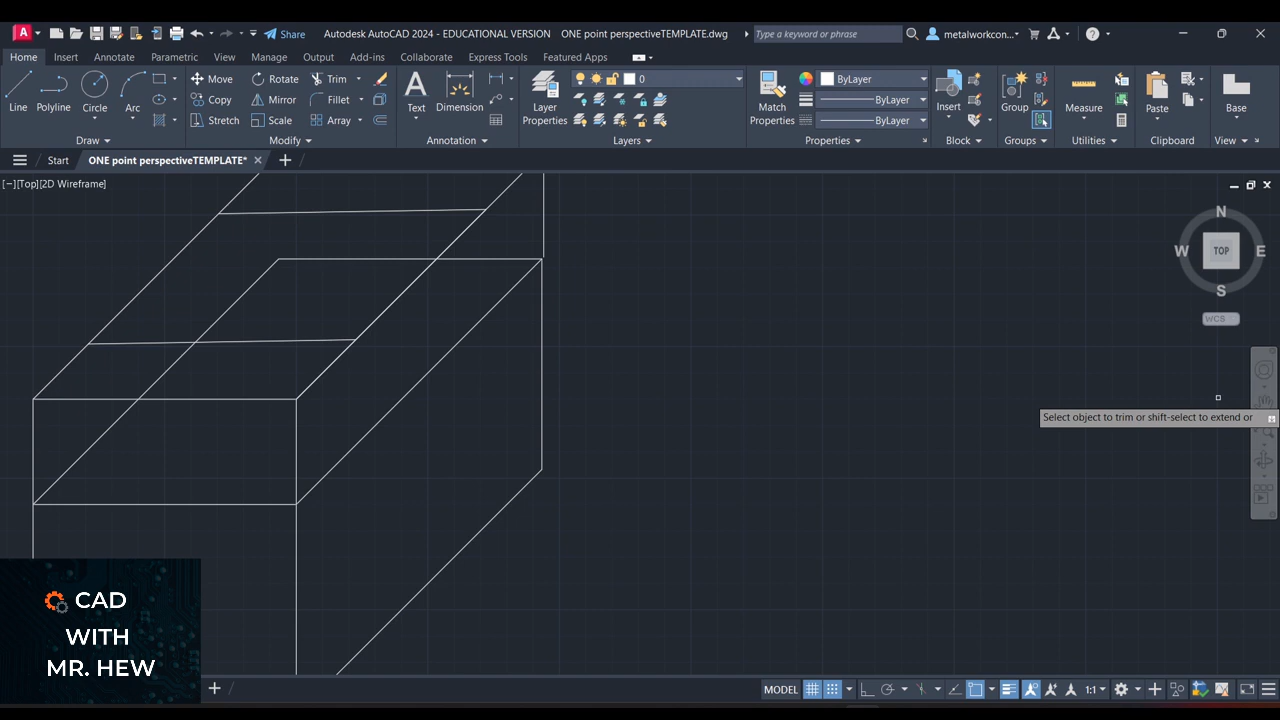 A Share Autodesk AutoCAD 2024 - EDUCATIONAL VERSION ONE point perspectiveTEMPLATE.dwg Type a keyword or phrase metalworkcon...
Home Insert Annotate Parametric View Manage Output Add-ins Collaborate Express Tools Featured Apps
Move Rotate Trim 0 ByLayer
Line Polyline Circle Arc Copy Mirror Fillet Text Dimension Layer Properties Match Properties ByLayer Insert Group Measure Paste Base
Stretch Scale Array ByLayer
Draw Modify Annotation Layers Properties Block Groups Utilities Clipboard View
Start ONE point perspectiveTEMPLATE*
[−][Top][2D Wireframe]
N
W TOP E
S
WCS
Select object to trim or shift-select to extend or
CAD
WITH
MR. HEW
MODEL 1:1